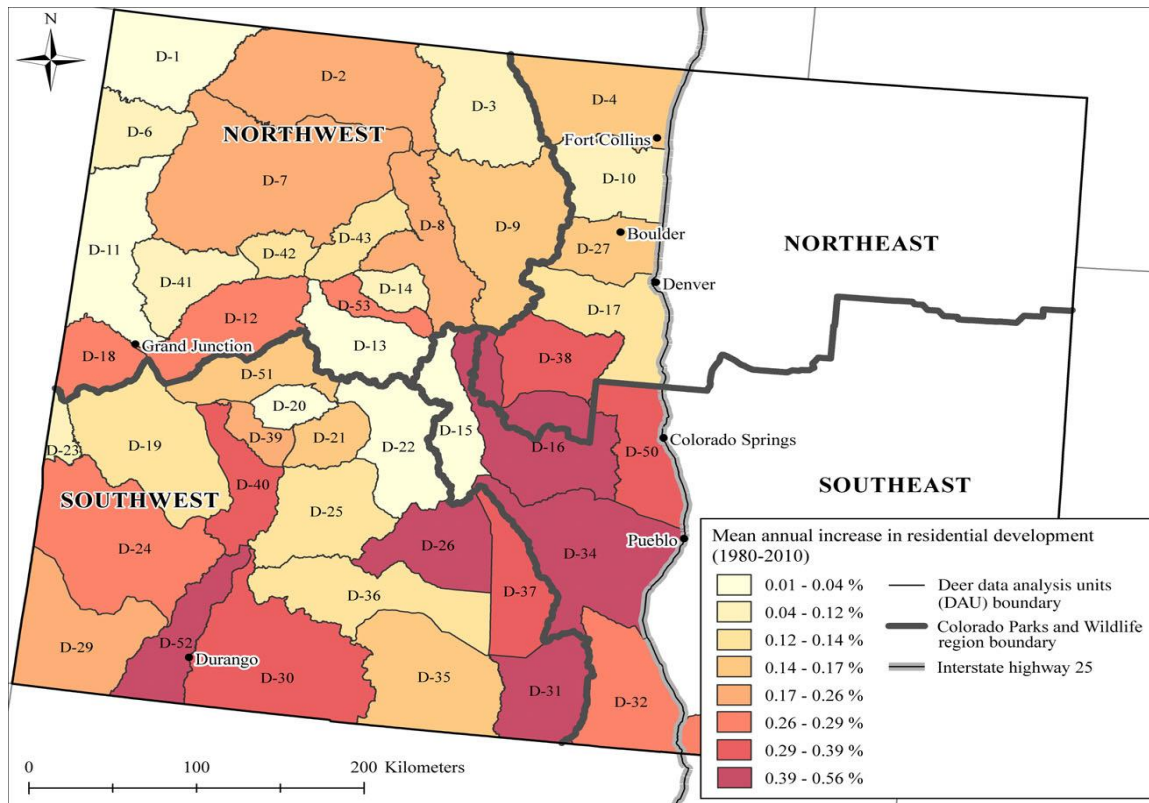 N
D-1
D-2
D-3
D-4
D-6
NORTHWEST
Fort Collins
D-7
D-10
D-8
D-9
D-11
D-43
D-42
D-27
Boulder
NORTHEAST
D-41
D-14
Denver
D-53
D-17
D-12
D-18
Grand Junction
D-13
D-38
D-51
D-20
D-15
D-23
D-19
D-39
D-21
D-22
D-16
Colorado Springs
D-40
D-50
SOUTHWEST
SOUTHEAST
D-25
D-24
D-26
Pueblo
D-34
D-37
D-36
D-29
D-52
Durango
D-30
D-35
D-31
D-32
Mean annual increase in residential development
(1980-2010)
0.01 - 0.04 %
0.04 - 0.12 %
0.12 - 0.14 %
0.14 - 0.17 %
0.17 - 0.26 %
0.26 - 0.29 %
0.29 - 0.39 %
0.39 - 0.56 %
Deer data analysis units
(DAU) boundary
Colorado Parks and Wildlife
region boundary
Interstate highway 25
0 100 200 Kilometers